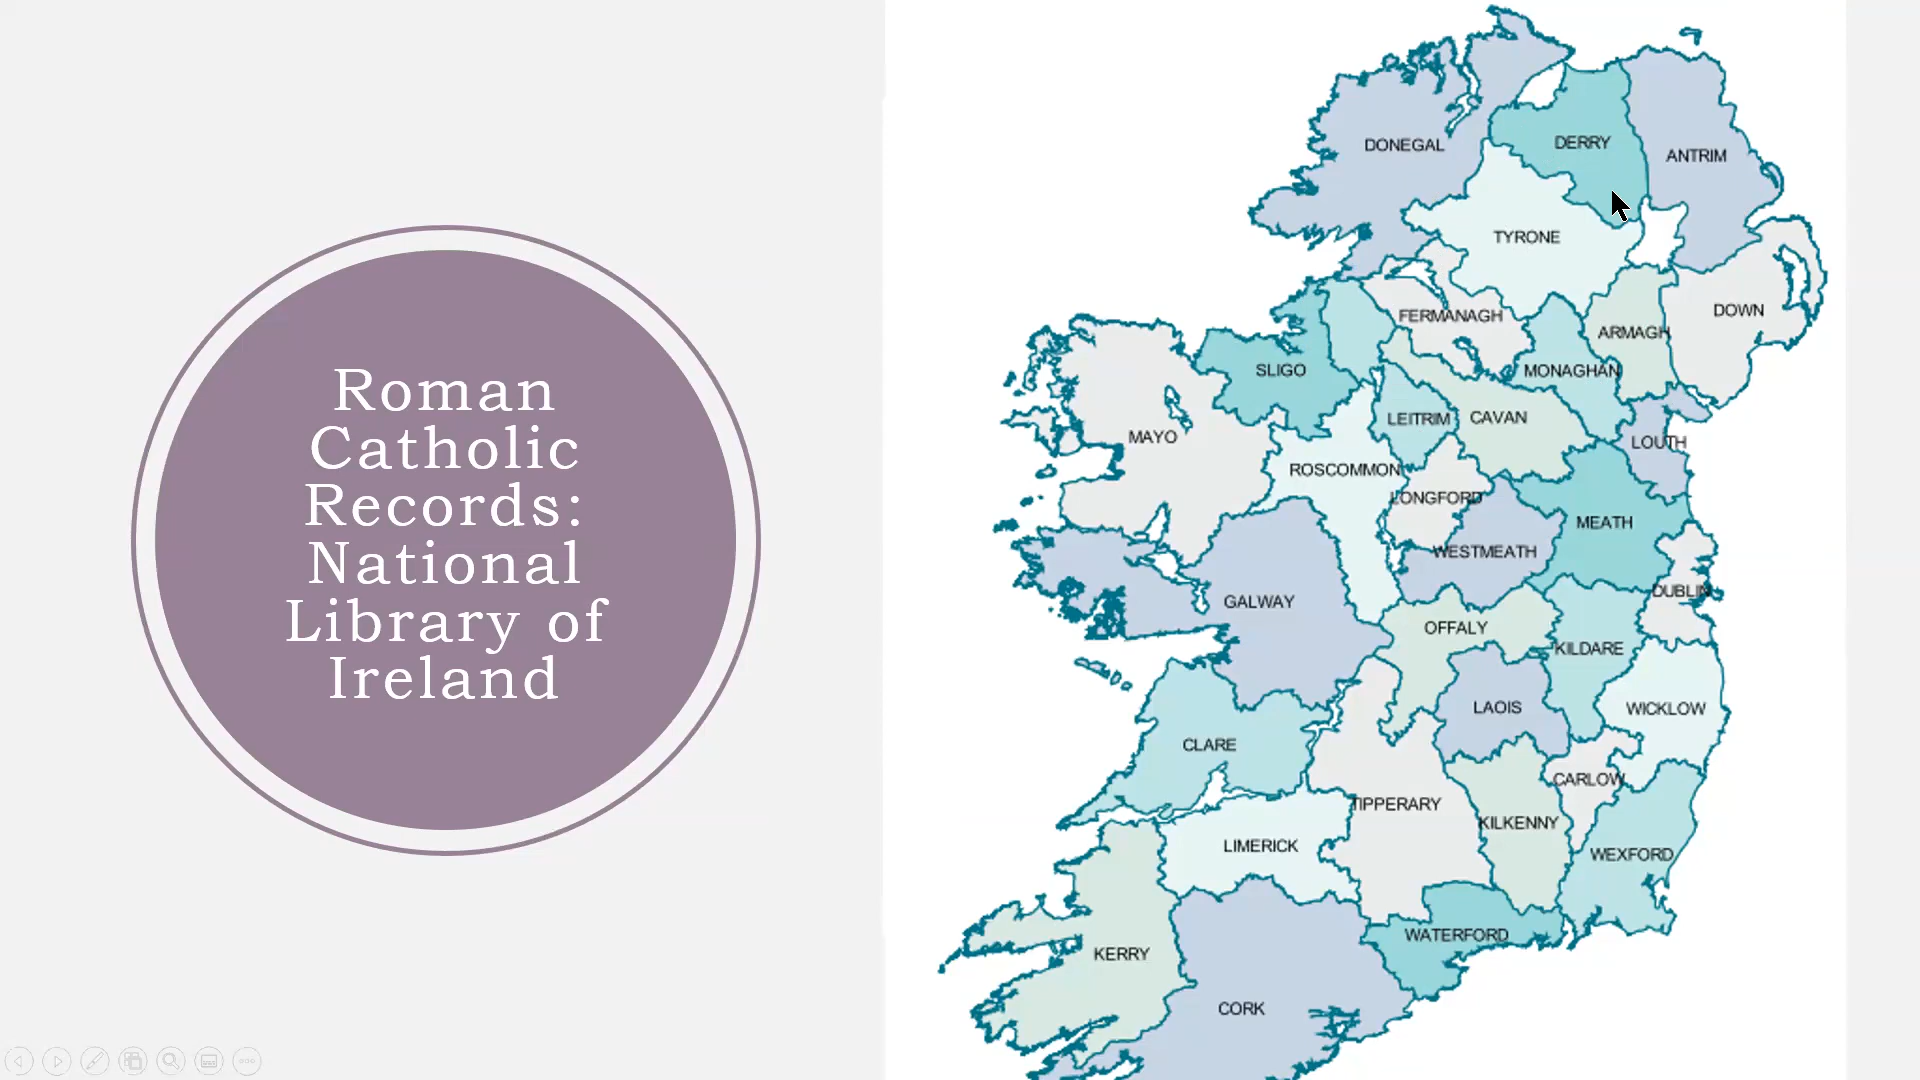 Roman
Catholic
Records:
National
Library of
Ireland
DONEGAL
DERRY
ANTRIM
TYRONE
FERMANAGH
DOWN
ARMAGH
SLIGO
MONAGHAN
LEITRIM
CAVAN
MAYO
LOUTH
ROSCOMMON
LONGFORD
MEATH
WESTMEATH
DUBLIN
GALWAY
OFFALY
KILDARE
LAOIS
WICKLOW
CLARE
CARLOW
TIPPERARY
KILKENNY
LIMERICK
WEXFORD
WATERFORD
KERRY
CORK